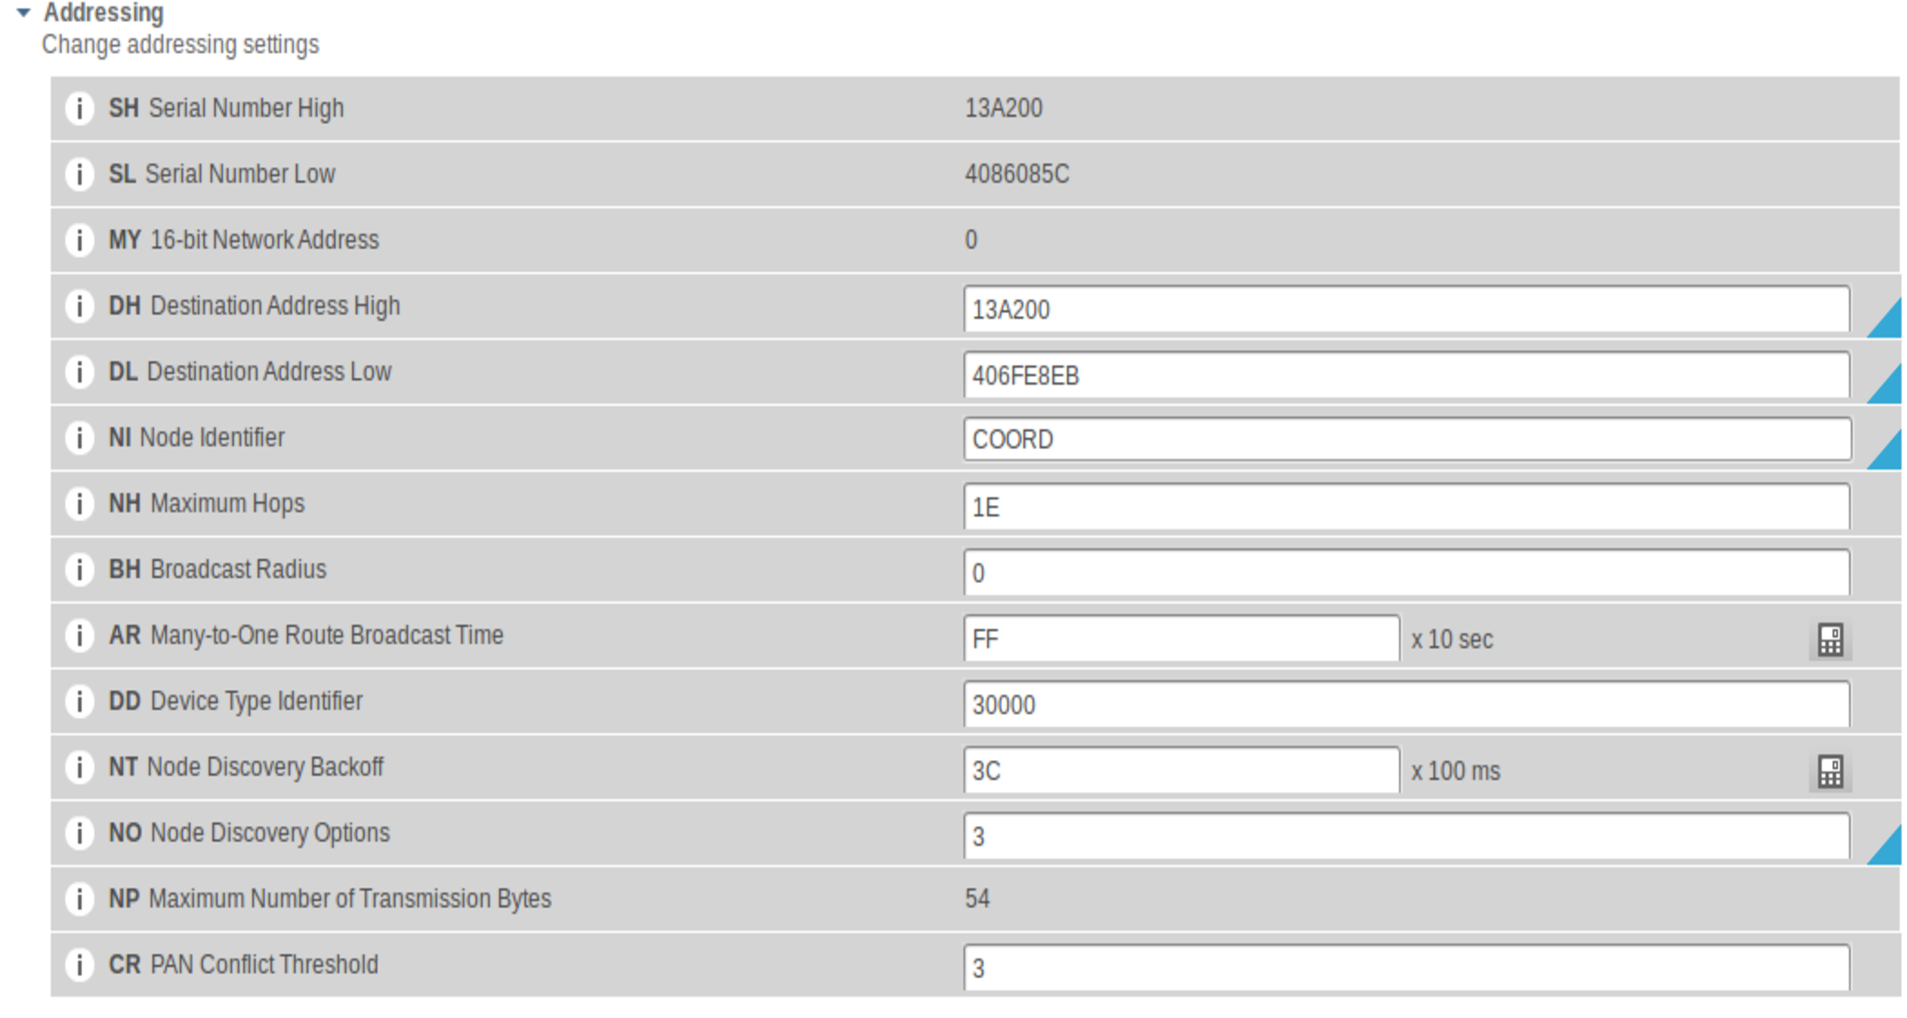 Addressing
Change addressing settings
i SH Serial Number High 13A200
i SL Serial Number Low 4086085C
i MY 16-bit Network Address 0
i DH Destination Address High 13A200
i DL Destination Address Low 406FE8EB
i NI Node Identifier COORD
i NH Maximum Hops 1E
i BH Broadcast Radius 0
i AR Many-to-One Route Broadcast Time FF x 10 sec
i DD Device Type Identifier 30000
i NT Node Discovery Backoff 3C x 100 ms
i NO Node Discovery Options 3
i NP Maximum Number of Transmission Bytes 54
i CR PAN Conflict Threshold 3